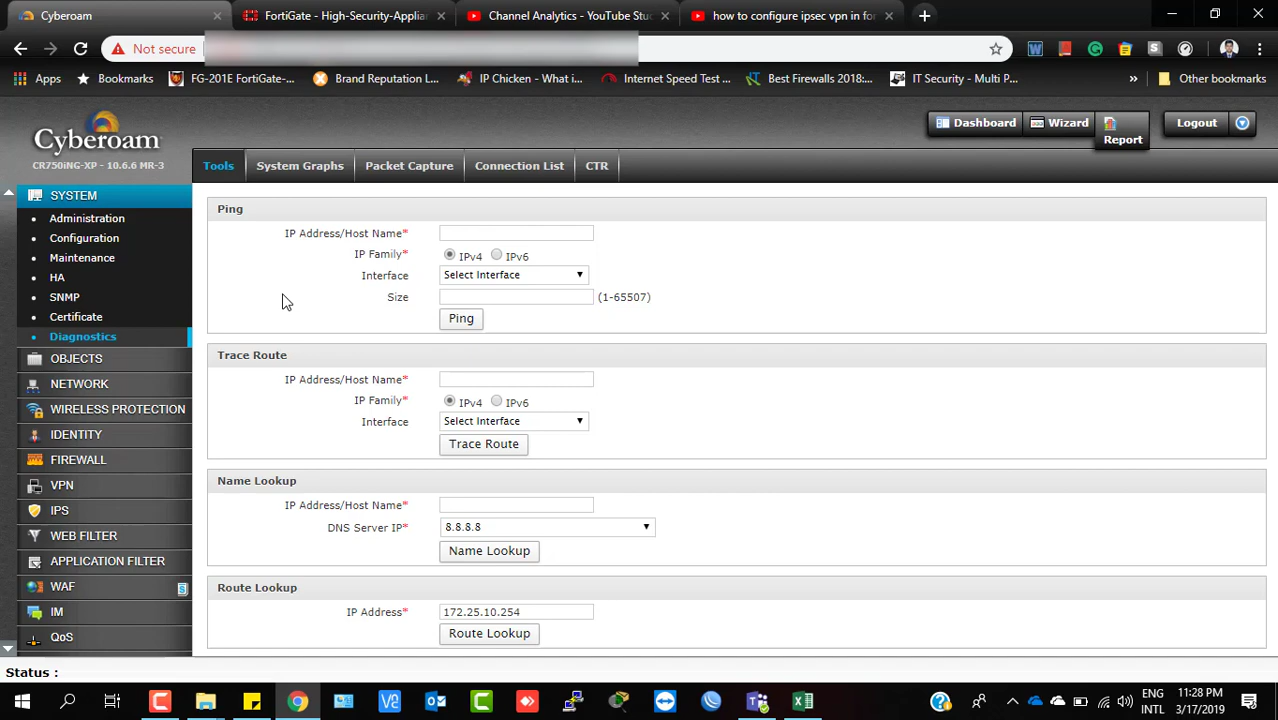 Cyberoam
FortiGate - High-Security-Applian
Channel Analytics - YouTube Stu
how to configure ipsec vpn in for
Not secure
Apps
Bookmarks
FG-201E FortiGate-...
Brand Reputation L...
IP Chicken - What i...
Internet Speed Test ...
Best Firewalls 2018:...
IT Security - Multi P...
»
Other bookmarks
Cyberoam
CR750iNG-XP - 10.6.6 MR-3
Dashboard
Wizard
Report
Logout
Tools
System Graphs
Packet Capture
Connection List
CTR
SYSTEM
Administration
Configuration
Maintenance
HA
SNMP
Certificate
Diagnostics
OBJECTS
NETWORK
WIRELESS PROTECTION
IDENTITY
FIREWALL
VPN
IPS
WEB FILTER
APPLICATION FILTER
WAF
IM
QoS
Ping
IP Address/Host Name*
IP Family* IPv4 IPv6
Interface Select Interface
Size (1-65507)
Ping
Trace Route
IP Address/Host Name*
IP Family* IPv4 IPv6
Interface Select Interface
Trace Route
Name Lookup
IP Address/Host Name*
DNS Server IP* 8.8.8.8
Name Lookup
Route Lookup
IP Address* 172.25.10.254
Route Lookup
Status :
ENG
INTL
11:28 PM
3/17/2019